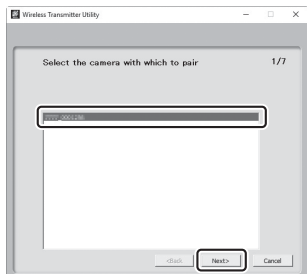 Wireless Transmitter Utility
Select the camera with which to pair 1/7
<Back Next> Cancel